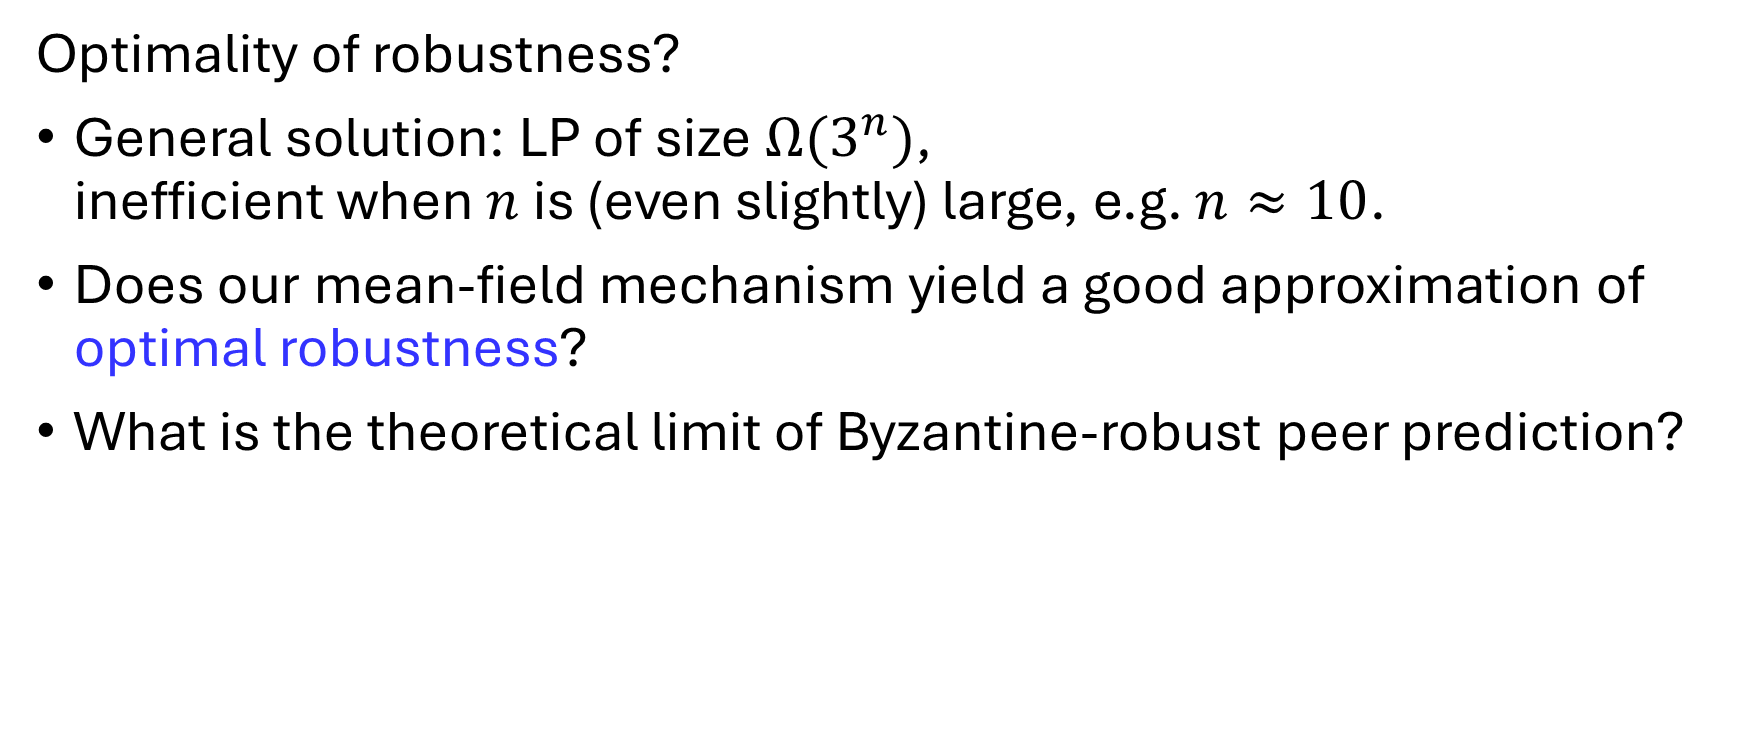 Optimality of robustness?
• General solution: LP of size Ω(3ⁿ),
inefficient when n is (even slightly) large, e.g. n ≈ 10.
• Does our mean-field mechanism yield a good approximation of
optimal robustness?
• What is the theoretical limit of Byzantine-robust peer prediction?